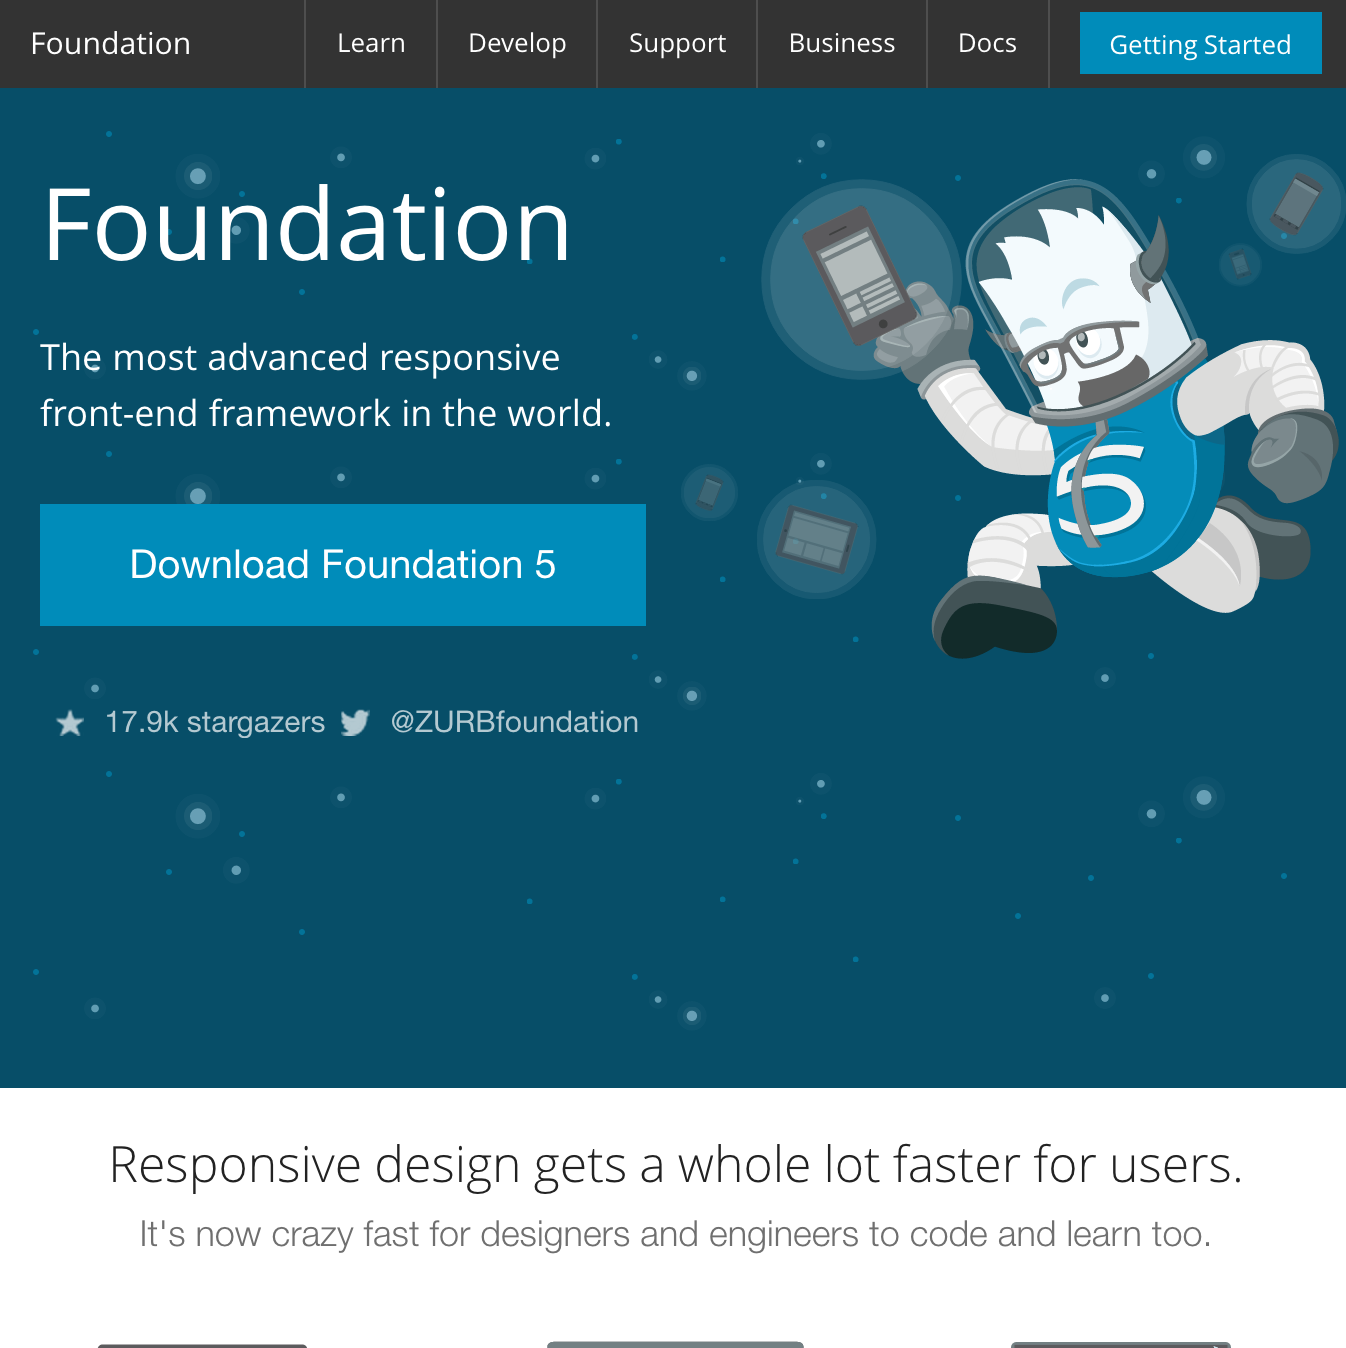 Foundation
Learn
Develop
Support
Business
Docs
Getting Started
Foundation
The most advanced responsive
front-end framework in the world.
5
Download Foundation 5
17.9k stargazers
@ZURBfoundation
Responsive design gets a whole lot faster for users.
It's now crazy fast for designers and engineers to code and learn too.